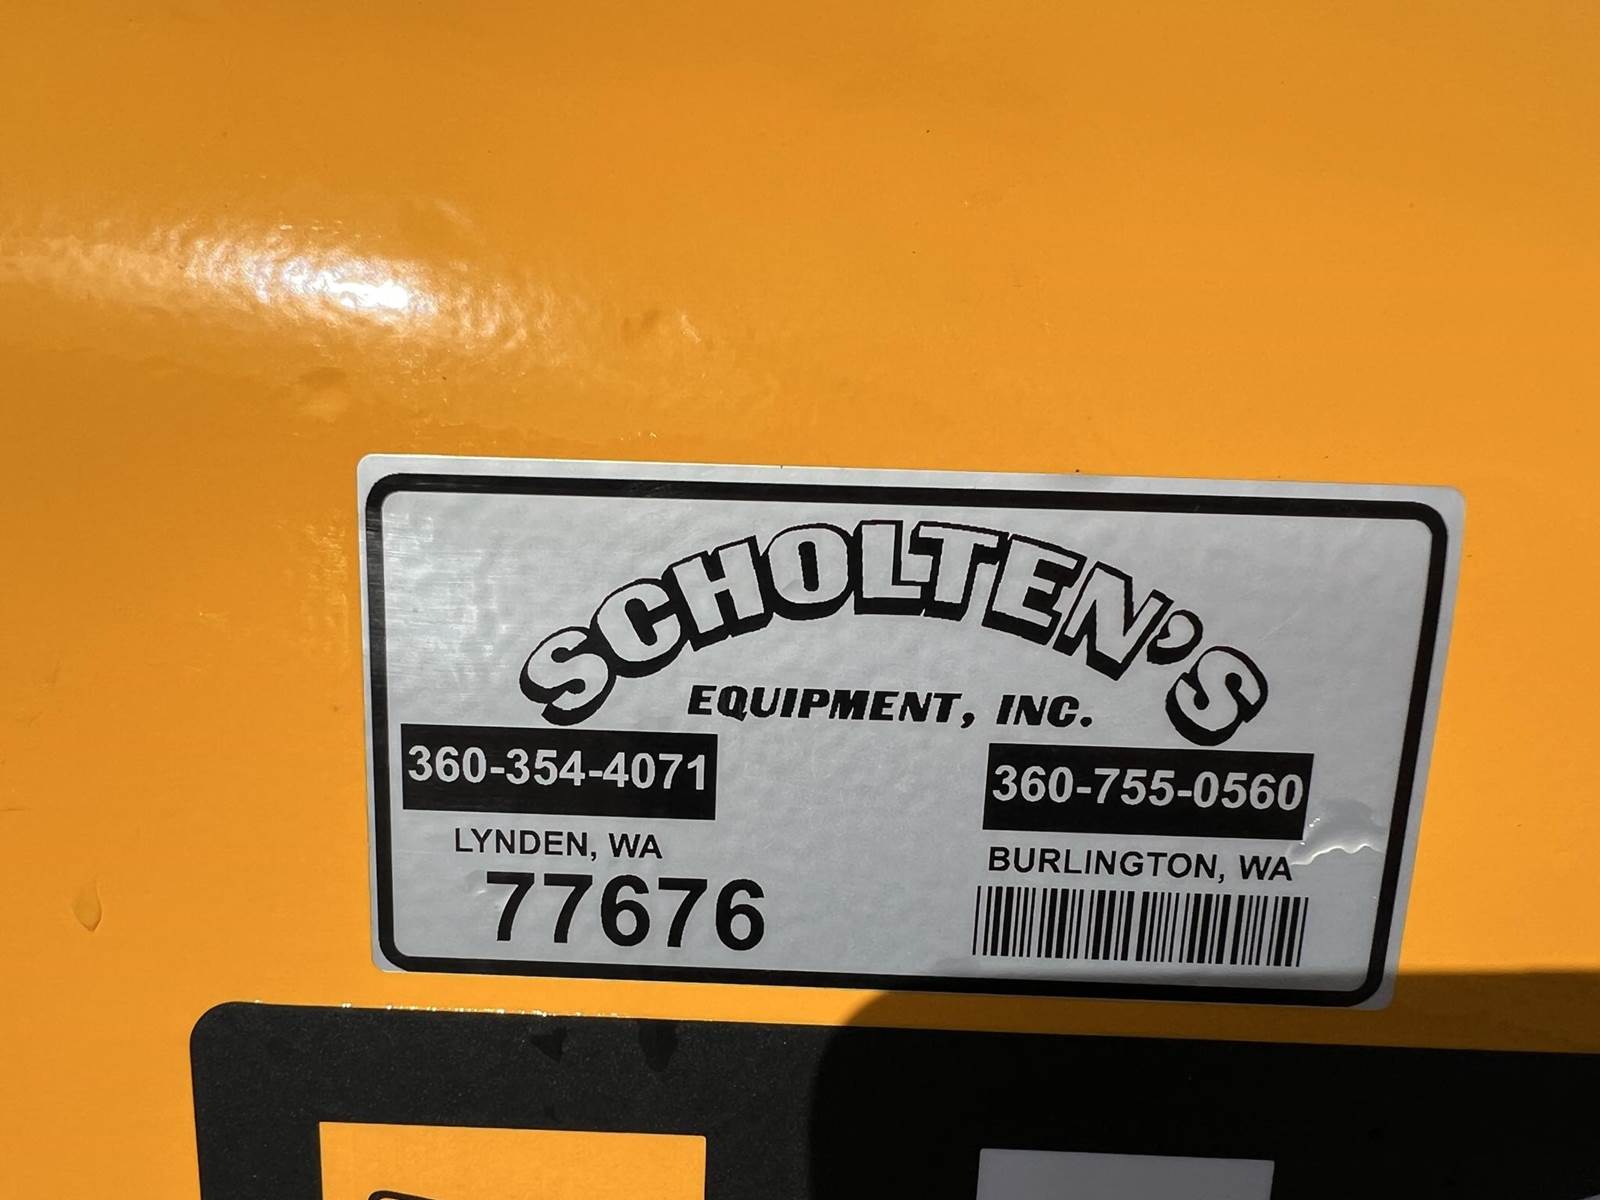 SCHOLTEN'S
EQUIPMENT, INC.
360-354-4071
LYNDEN, WA
77676
360-755-0560
BURLINGTON, WA